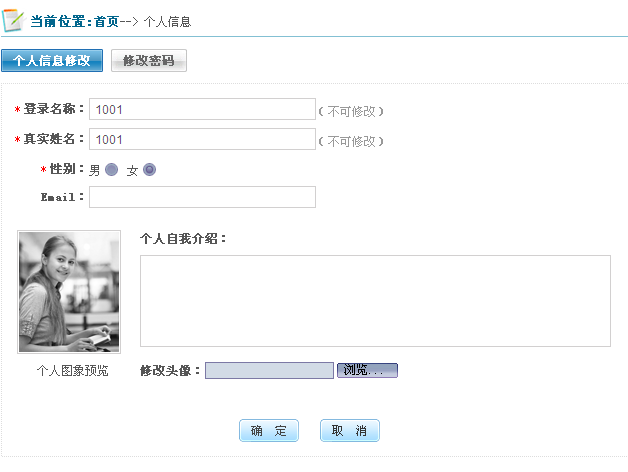 当前位置:首页--> 个人信息
个人信息修改 修改密码
*登录名称： 1001 （不可修改）
*真实姓名： 1001 （不可修改）
*性别： 男 女
Email：
个人自我介绍：
个人图象预览
修改头像： 浏览...
确 定 取 消